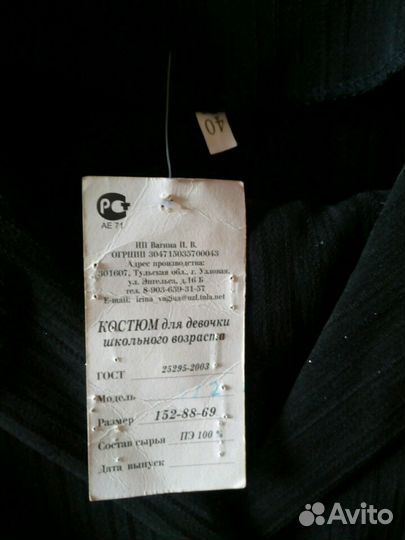 40
РСТ
АЕ 71
ИП Вагина И. В.
ОГРНИП 304715035700043
Адрес производства:
301607, Тульская обл., г. Узловая,
ул. Энгельса, д.16 Б
тел. 8-903-659-31-57
E-mail: irina_vagina@uzl.tula.net
КОСТЮМ для девочки
школьного возраста
ГОСТ 25295-2003
Модель 12
Размер 152-88-69
Состав сырья ПЭ 100 %
Дата выпуск
Avito